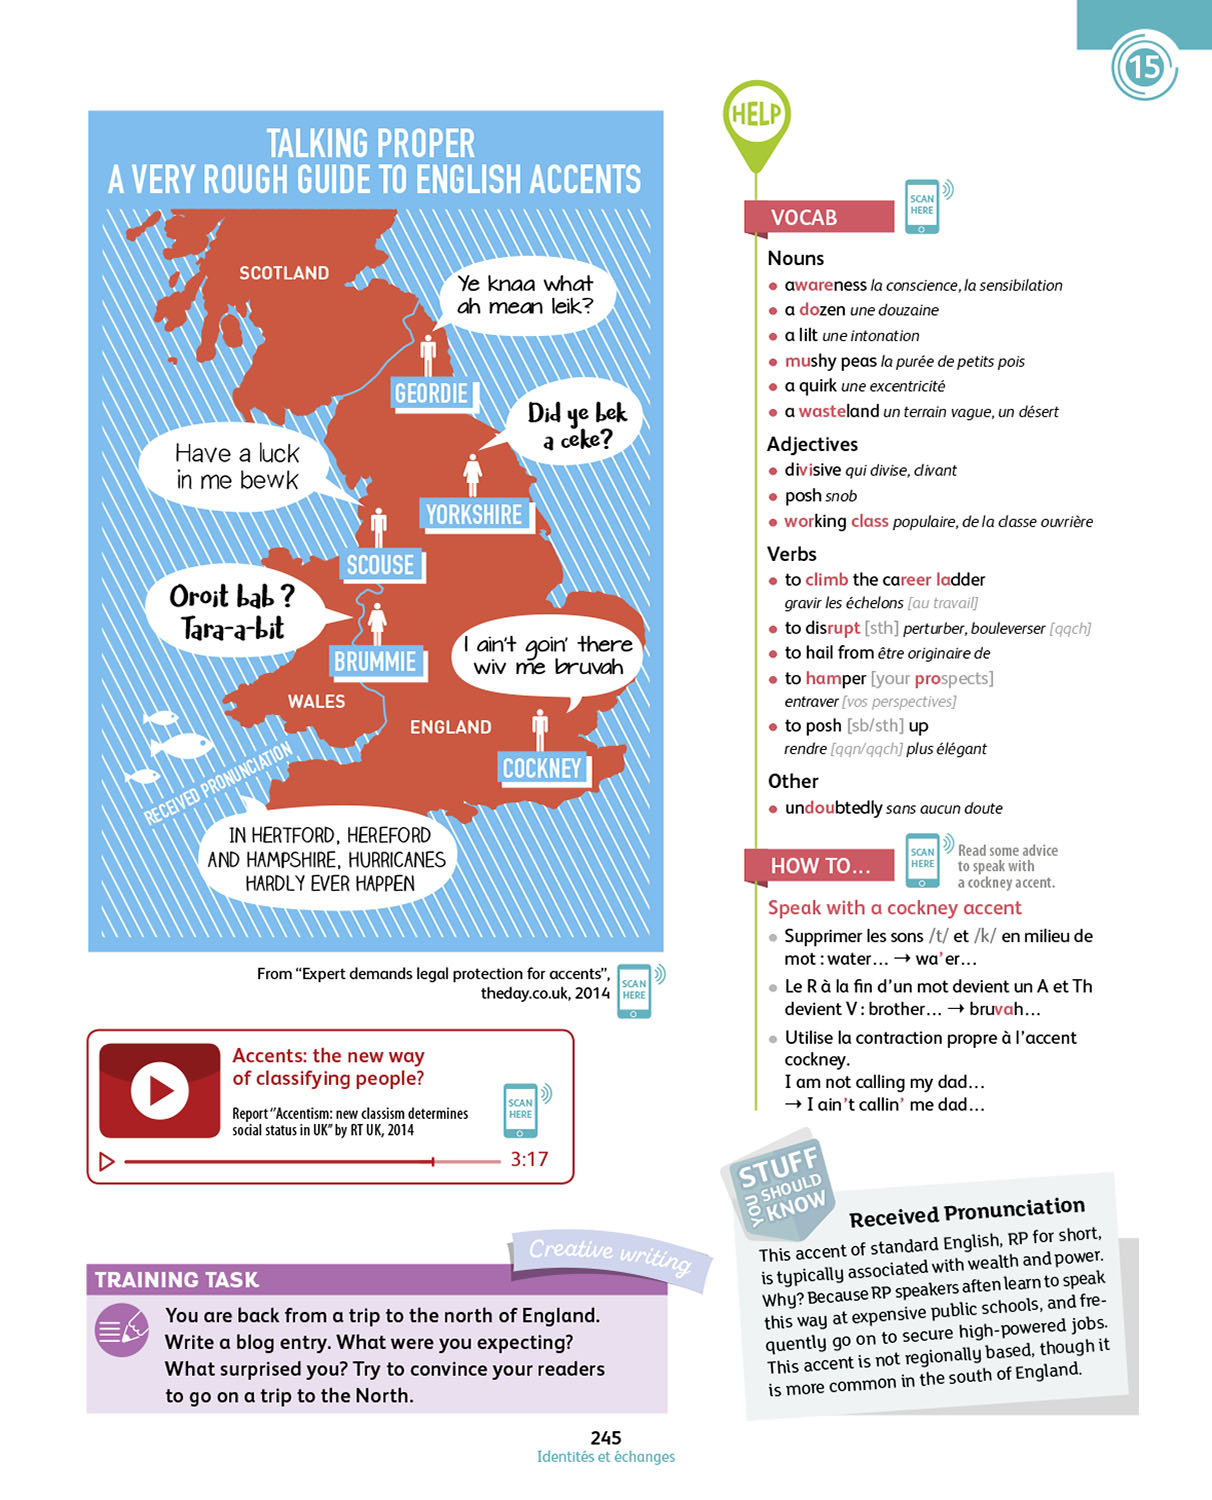 15
TALKING PROPER
A VERY ROUGH GUIDE TO ENGLISH ACCENTS
SCOTLAND
Ye knaa what
ah mean leik?
GEORDIE
Did ye bek
a ceke?
YORKSHIRE
Have a luck
in me bewk
SCOUSE
Oroit bab ?
Tara-a-bit
BRUMMIE
I ain't goin' there
wiv me bruvah
WALES
ENGLAND
COCKNEY
RECEIVED PRONUNCIATION
IN HERTFORD, HEREFORD
AND HAMPSHIRE, HURRICANES
HARDLY EVER HAPPEN
From “Expert demands legal protection for accents”,
theday.co.uk, 2014
SCAN
HERE
Accents: the new way
of classifying people?
Report "Accentism: new classism determines
social status in UK" by RT UK, 2014
SCAN
HERE
3:17
Creative writing
TRAINING TASK
You are back from a trip to the north of England.
Write a blog entry. What were you expecting?
What surprised you? Try to convince your readers
to go on a trip to the North.
HELP
VOCAB
SCAN
HERE
Nouns
• awareness la conscience, la sensibilation
• a dozen une douzaine
• a lilt une intonation
• mushy peas la purée de petits pois
• a quirk une excentricité
• a wasteland un terrain vague, un désert
Adjectives
• divisive qui divise, clivant
• posh snob
• working class populaire, de la classe ouvrière
Verbs
• to climb the career ladder
gravir les échelons [au travail]
• to disrupt [sth] perturber, bouleverser [qqch]
• to hail from être originaire de
• to hamper [your prospects]
entraver [vos perspectives]
• to posh [sb/sth] up
rendre [qqn/qqch] plus élégant
Other
• undoubtedly sans aucun doute
HOW TO...
SCAN
HERE
Read some advice
to speak with
a cockney accent.
Speak with a cockney accent
• Supprimer les sons /t/ et /k/ en milieu de
mot : water... → wa'er...
• Le R à la fin d'un mot devient un A et Th
devient V : brother... → bruvah...
• Utilise la contraction propre à l'accent
cockney.
I am not calling my dad...
→ I ain't callin' me dad...
STUFF
YOU SHOULD
KNOW
Received Pronunciation
This accent of standard English, RP for short,
is typically associated with wealth and power.
Why? Because RP speakers aften learn to speak
this way at expensive public schools, and fre-
quently go on to secure high-powered jobs.
This accent is not regionally based, though it
is more common in the south of England.
245
Identités et échanges